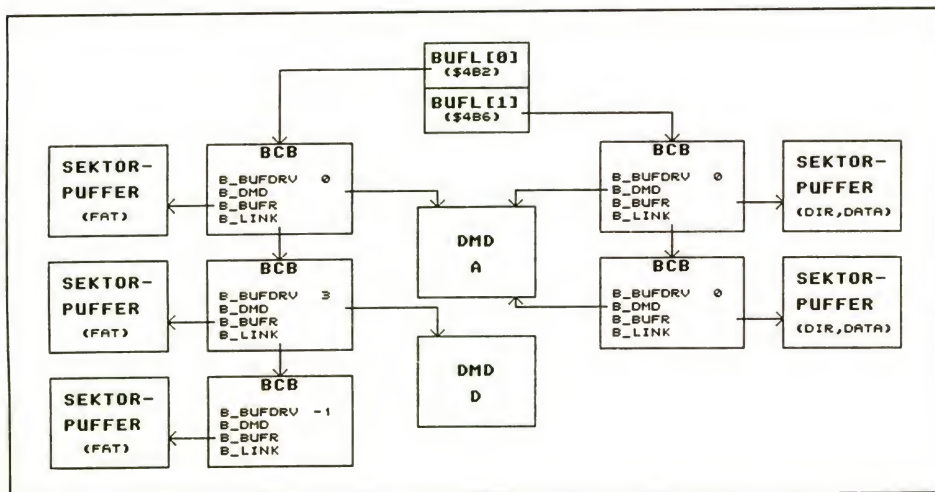 BUFL[0]
($4B2)
BUFL[1]
($4B6)
SEKTOR-
PUFFER
(FAT)
BCB
B_BUFDRV 0
B_DMD
B_BUFR
B_LINK
DMD
A
BCB
B_BUFDRV 0
B_DMD
B_BUFR
B_LINK
SEKTOR-
PUFFER
(DIR,DATA)
SEKTOR-
PUFFER
(FAT)
BCB
B_BUFDRV 3
B_DMD
B_BUFR
B_LINK
BCB
B_BUFDRV 0
B_DMD
B_BUFR
B_LINK
SEKTOR-
PUFFER
(DIR,DATA)
DMD
D
SEKTOR-
PUFFER
(FAT)
BCB
B_BUFDRV -1
B_DMD
B_BUFR
B_LINK